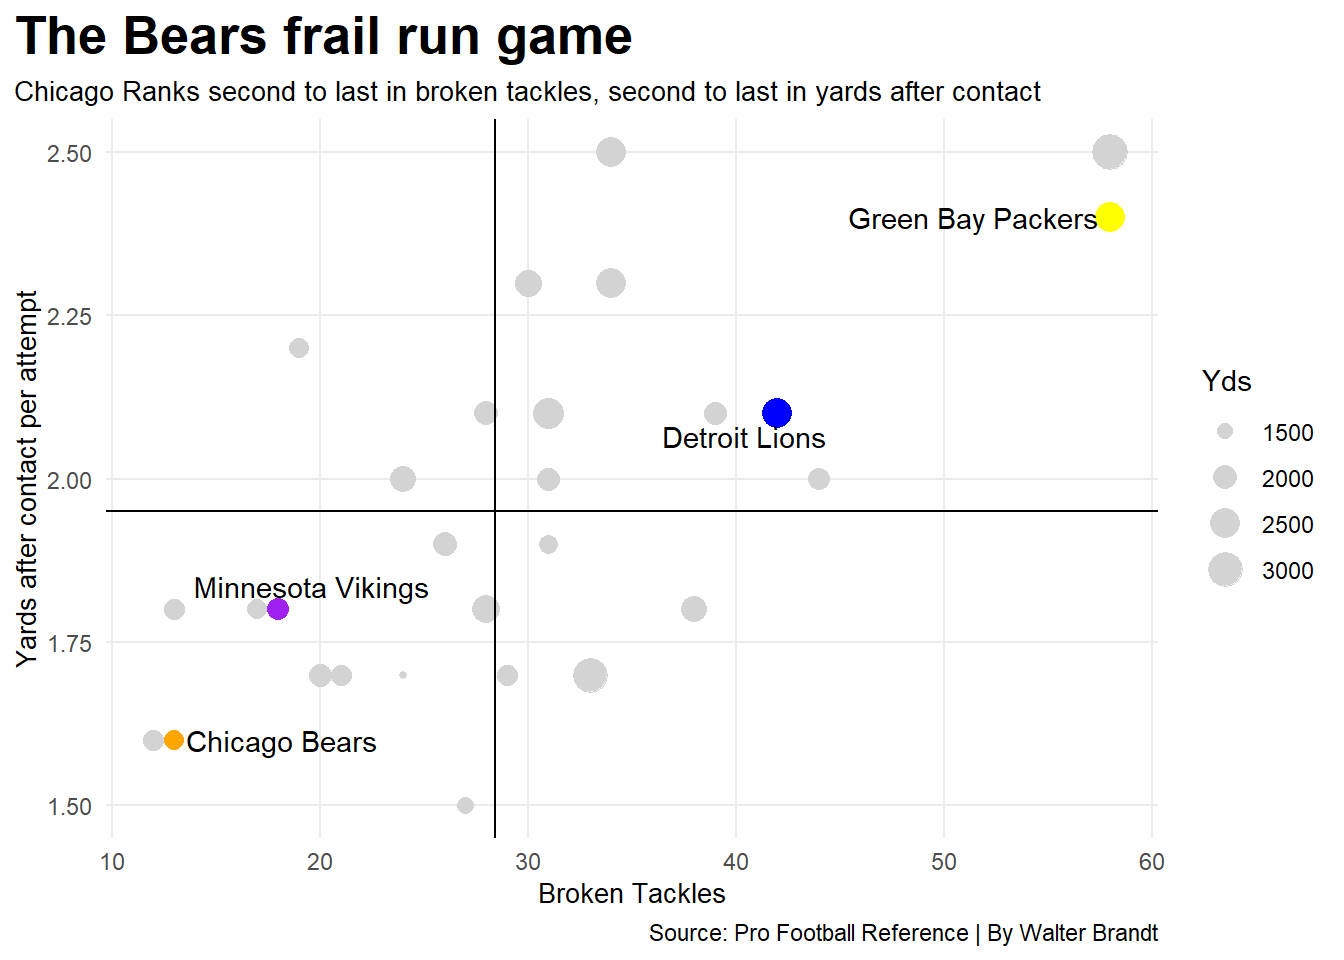 The Bears frail run game
Chicago Ranks second to last in broken tackles, second to last in yards after contact
Yards after contact per attempt
2.50
2.25
2.00
1.75
1.50
Green Bay Packers
Detroit Lions
Minnesota Vikings
Chicago Bears
10 20 30 40 50 60
Broken Tackles
Yds
1500
2000
2500
3000
Source: Pro Football Reference | By Walter Brandt